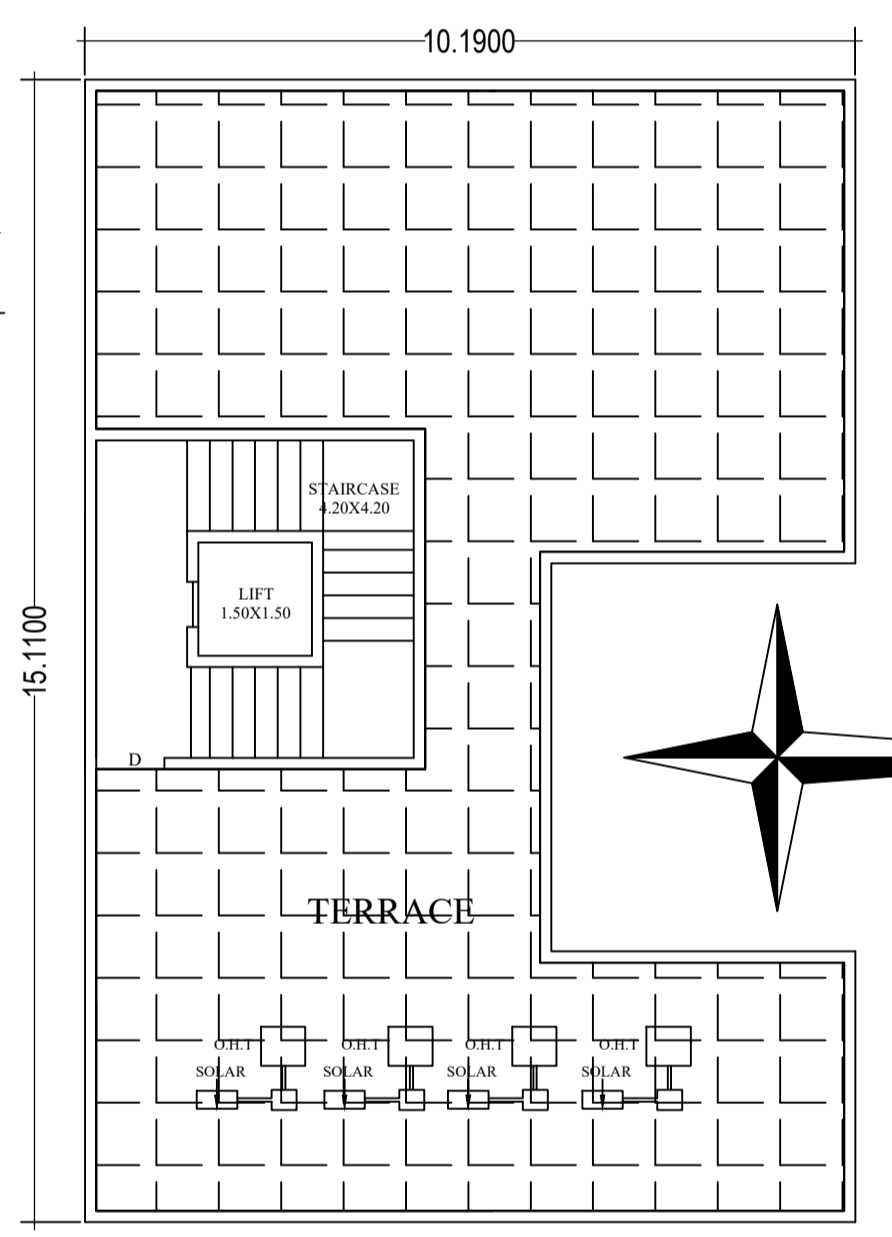 10.1900
15.1100
STAIRCASE
4.20X4.20
LIFT
1.50X1.50
D
TERRACE
O.H.T
O.H.T
O.H.T
O.H.T
SOLAR
SOLAR
SOLAR
SOLAR